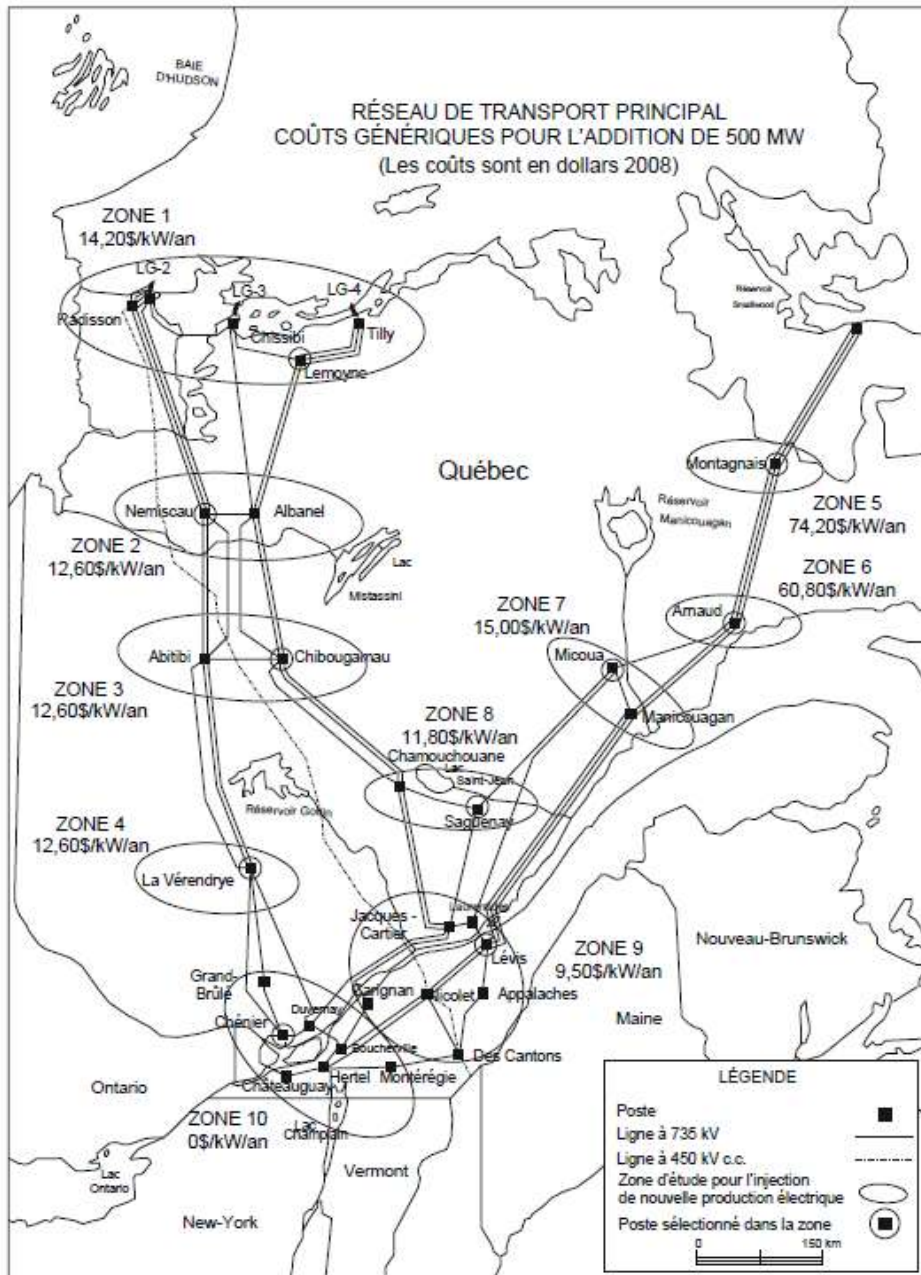 BAIE
D'HUDSON
RÉSEAU DE TRANSPORT PRINCIPAL
COÛTS GÉNÉRIQUES POUR L'ADDITION DE 500 MW
(Les coûts sont en dollars 2008)
ZONE 1
14,20$/kW/an
LG-2
LG-3
LG-4
Radisson
Chissibi
Tilly
Lemoyne
Réservoir
Smallwood
Montagnais
Québec
Réservoir
Manicouagan
ZONE 5
74,20$/kW/an
Nemiscau
Albanel
ZONE 2
12,60$/kW/an
Lac
Mistassini
ZONE 6
60,80$/kW/an
ZONE 7
15,00$/kW/an
Arnaud
Micoua
Abitibi
Chibougamau
Manicouagan
ZONE 3
12,60$/kW/an
ZONE 8
11,80$/kW/an
Chamouchouane
Lac
Saint-Jean
Saguenay
Réservoir Gouin
ZONE 4
12,60$/kW/an
La Vérendrye
Jacques -
Cartier
Lévis
ZONE 9
9,50$/kW/an
Nouveau-Brunswick
Grand-
Brûlé
Carignan
Nicolet
Appalaches
Duvernay
Chénier
Boucherville
Maine
Des Cantons
Châteauguay
Hertel
Montérégie
Ontario
ZONE 10
0$/kW/an
Lac
Champlain
Lac
Ontario
Vermont
New-York
LÉGENDE
Poste
Ligne à 735 kV
Ligne à 450 kV c.c.
Zone d'étude pour l'injection
de nouvelle production électrique
Poste sélectionné dans la zone
0 150 km